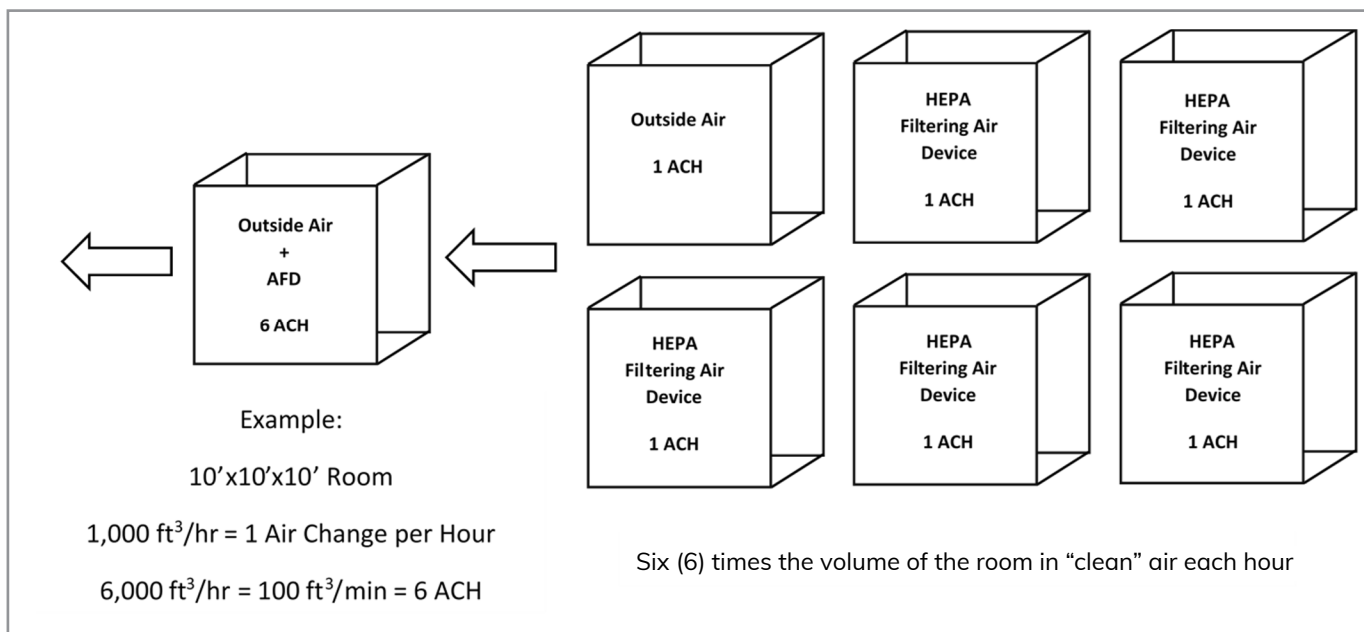 Outside Air
+
AFD
6 ACH
Example:
10’x10’x10’ Room
1,000 ft³/hr = 1 Air Change per Hour
6,000 ft³/hr = 100 ft³/min = 6 ACH
Outside Air
1 ACH
HEPA
Filtering Air
Device
1 ACH
HEPA
Filtering Air
Device
1 ACH
HEPA
Filtering Air
Device
1 ACH
HEPA
Filtering Air
Device
1 ACH
HEPA
Filtering Air
Device
1 ACH
Six (6) times the volume of the room in “clean” air each hour